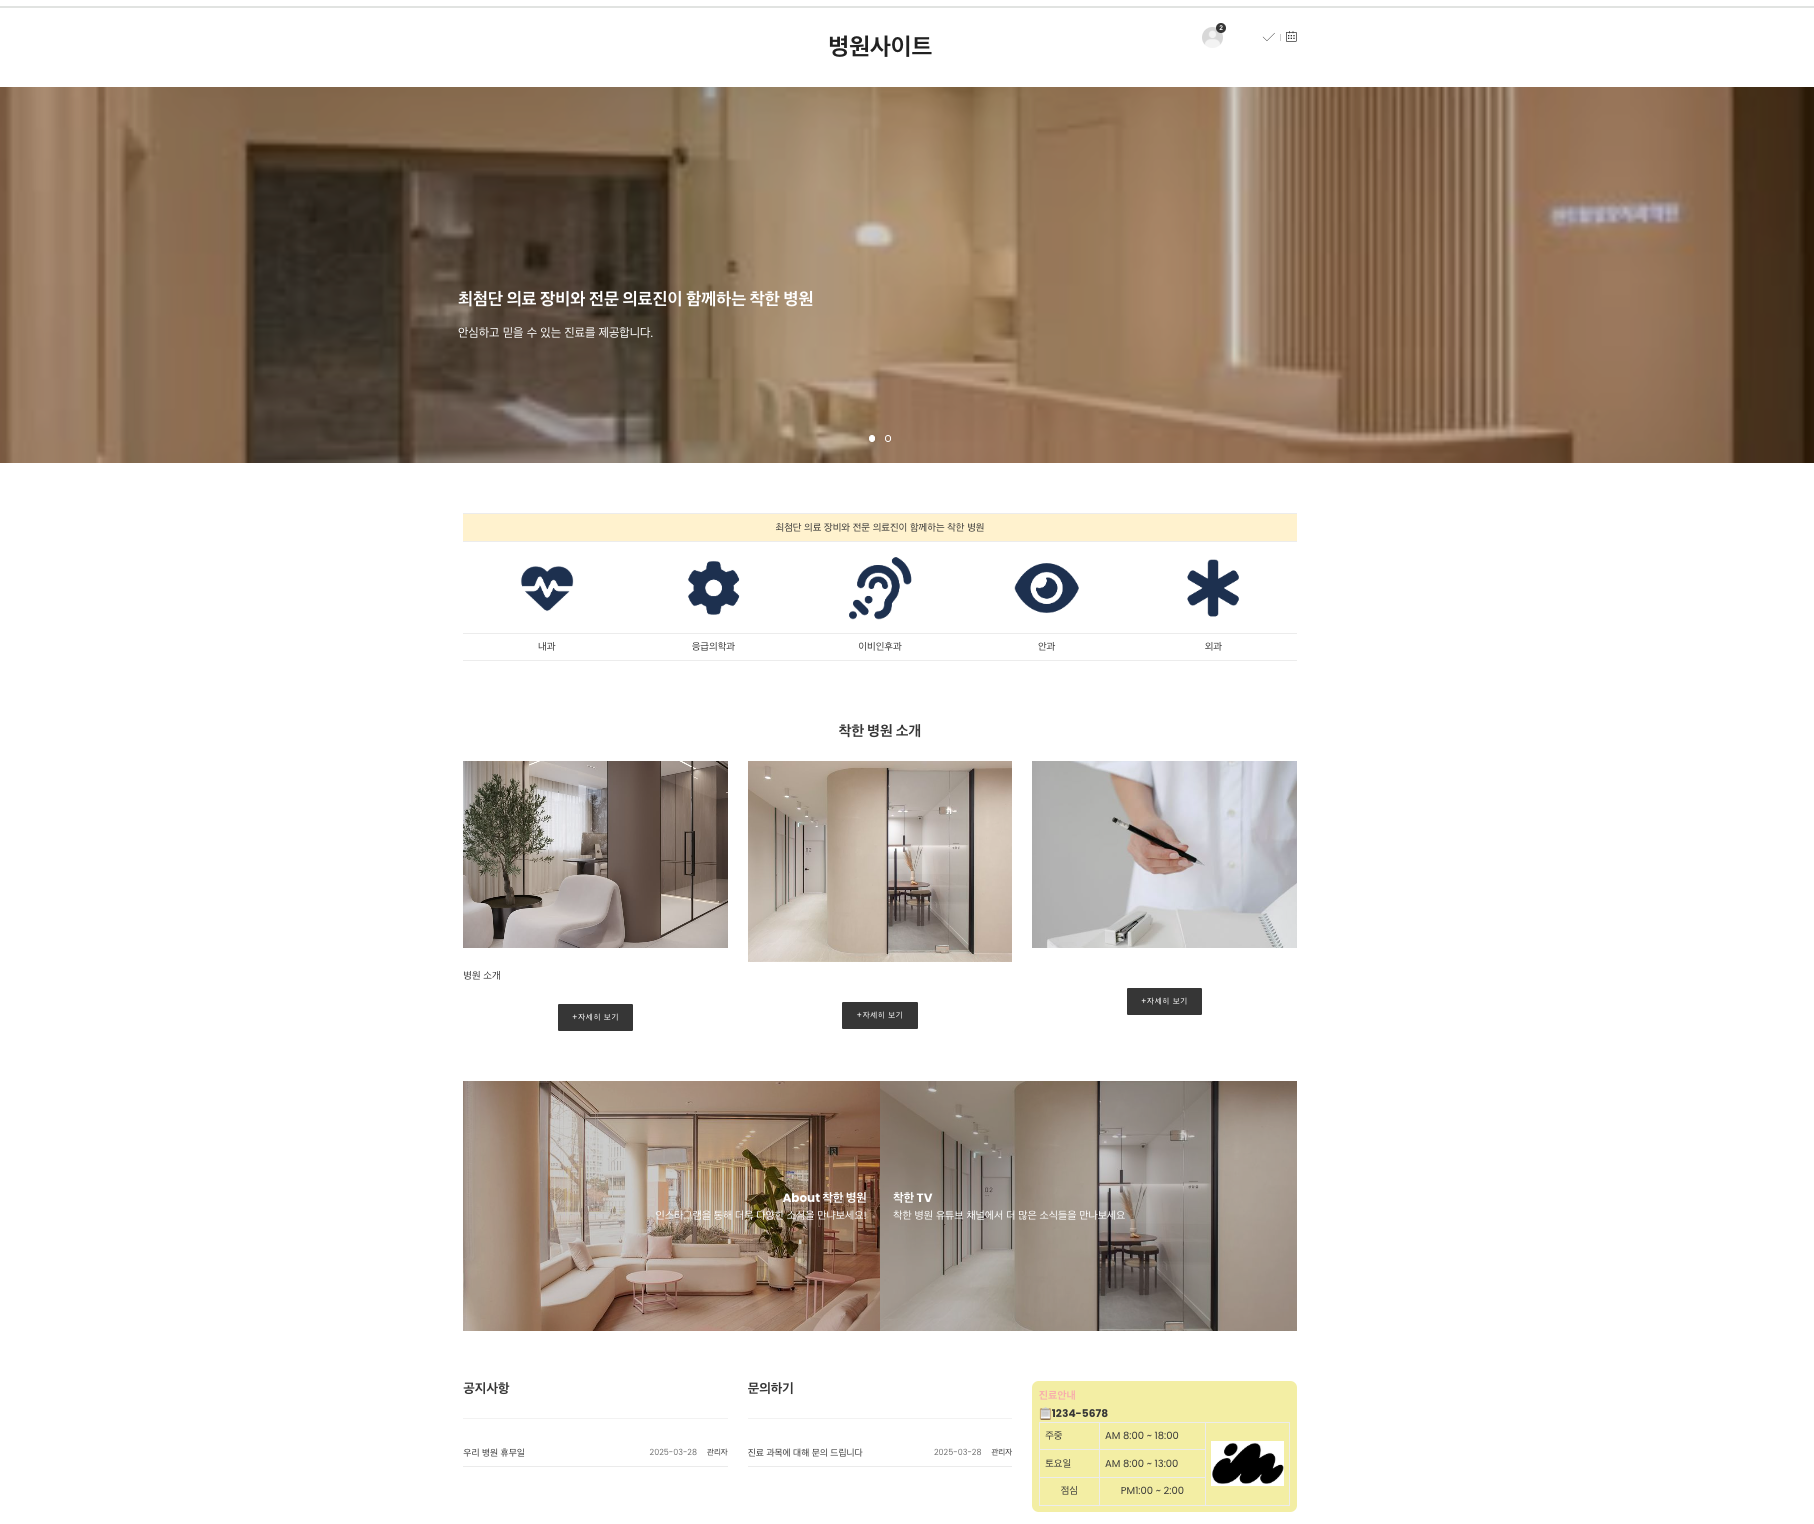 병원사이트
2
최첨단 의료 장비와 전문 의료진이 함께하는 착한 병원
안심하고 믿을 수 있는 진료를 제공합니다.
최첨단 의료 장비와 전문 의료진이 함께하는 착한 병원
내과 응급의학과 이비인후과 안과 외과
착한 병원 소개
병원 소개
+자세히 보기 +자세히 보기 +자세히 보기
About 착한 병원
인스타그램을 통해 더욱 다양한 소식을 만나보세요!
착한 TV
착한 병원 유튜브 채널에서 더 많은 소식들을 만나보세요
공지사항
우리 병원 휴무일 2025-03-28 관리자
문의하기
진료 과목에 대해 문의 드립니다 2025-03-28 관리자
진료안내
1234-5678
주중 AM 8:00 ~ 18:00
토요일 AM 8:00 ~ 13:00
점심 PM1:00 ~ 2:00